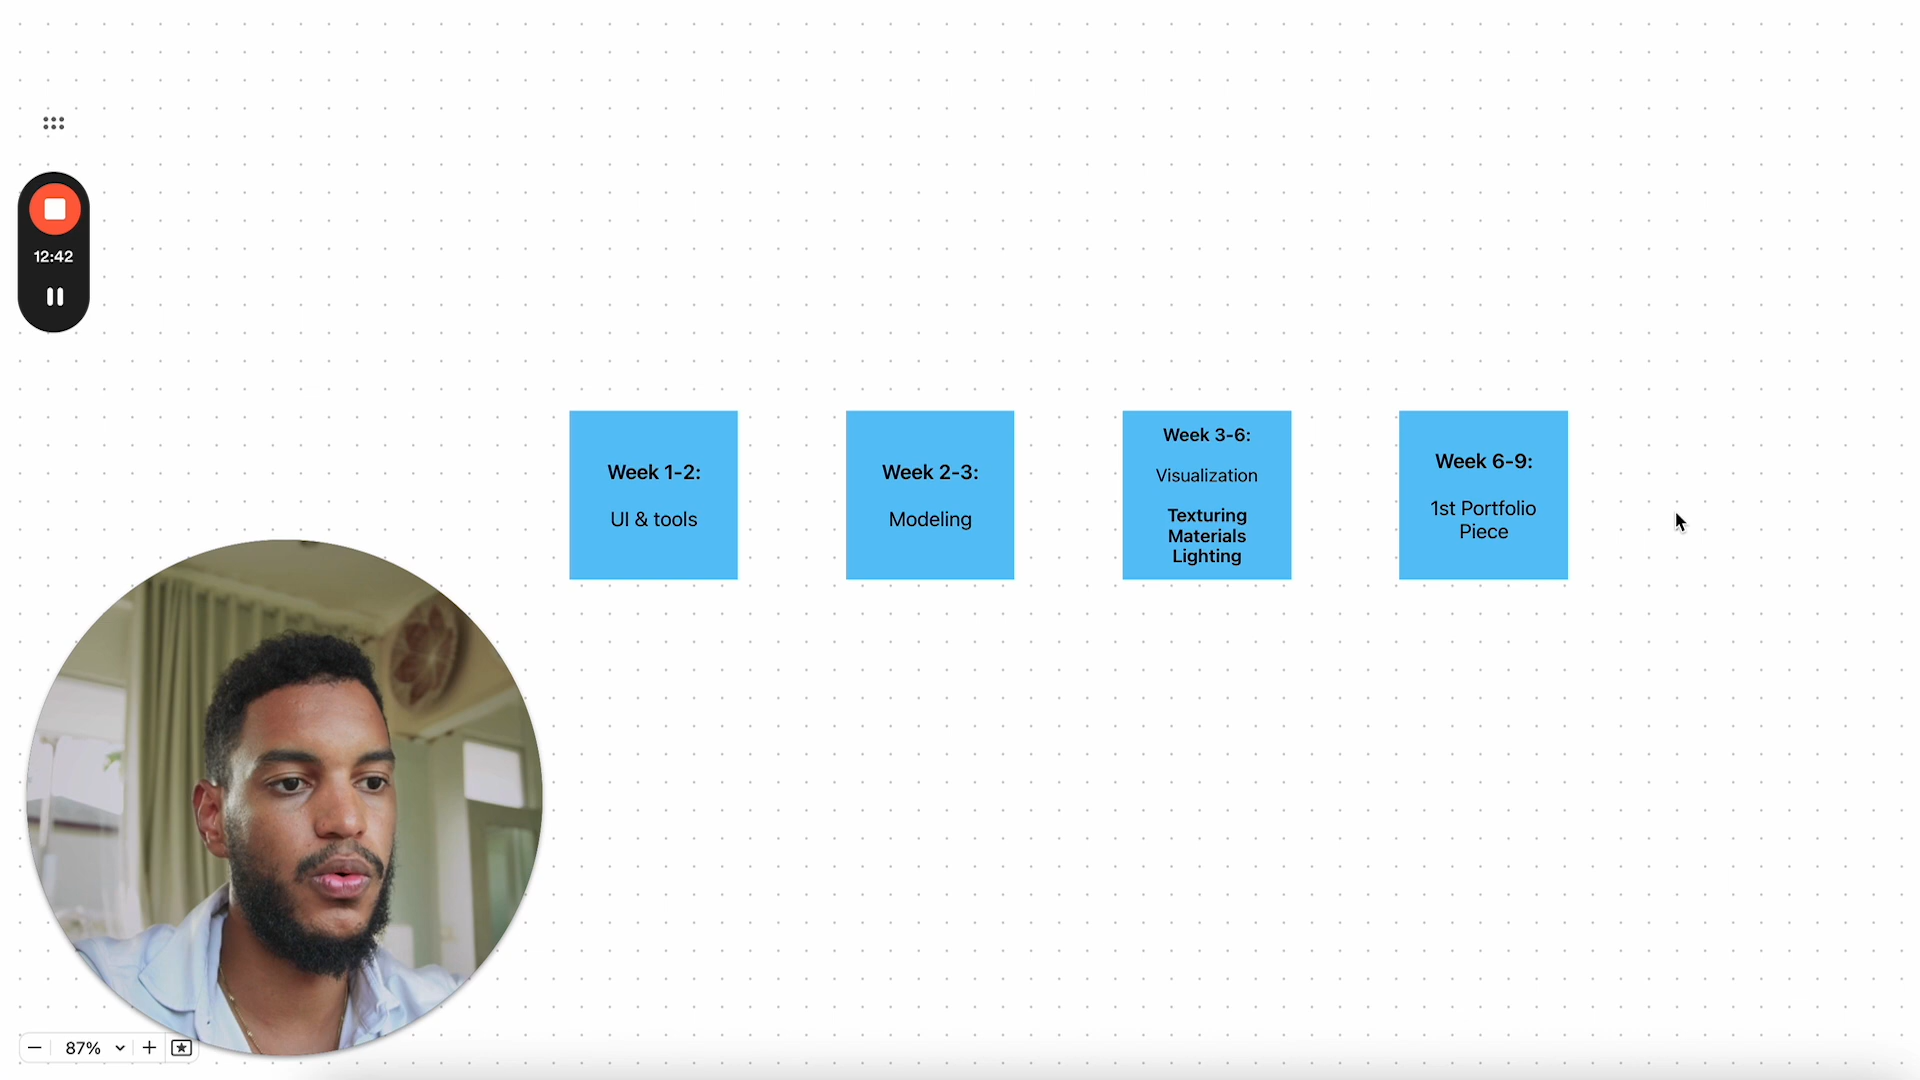 12:42
Week 1-2:
UI & tools
Week 2-3:
Modeling
Week 3-6:
Visualization
Texturing
Materials
Lighting
Week 6-9:
1st Portfolio
Piece
87%